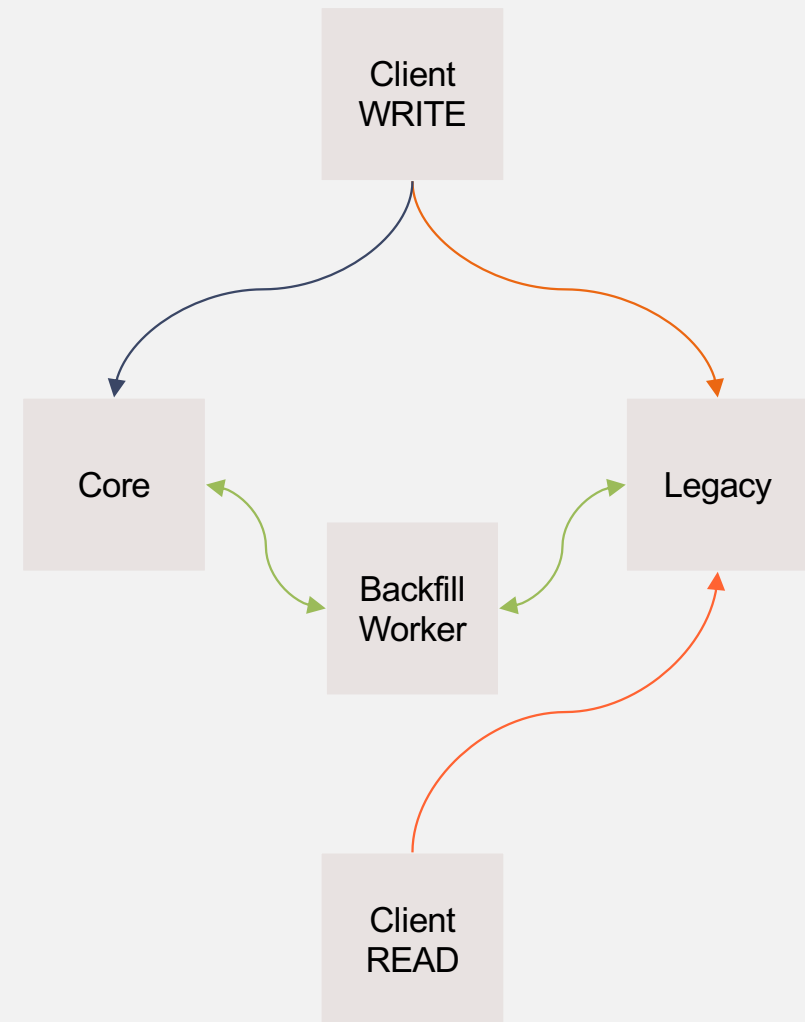 Client
WRITE
Core
Legacy
Backfill
Worker
Client
READ